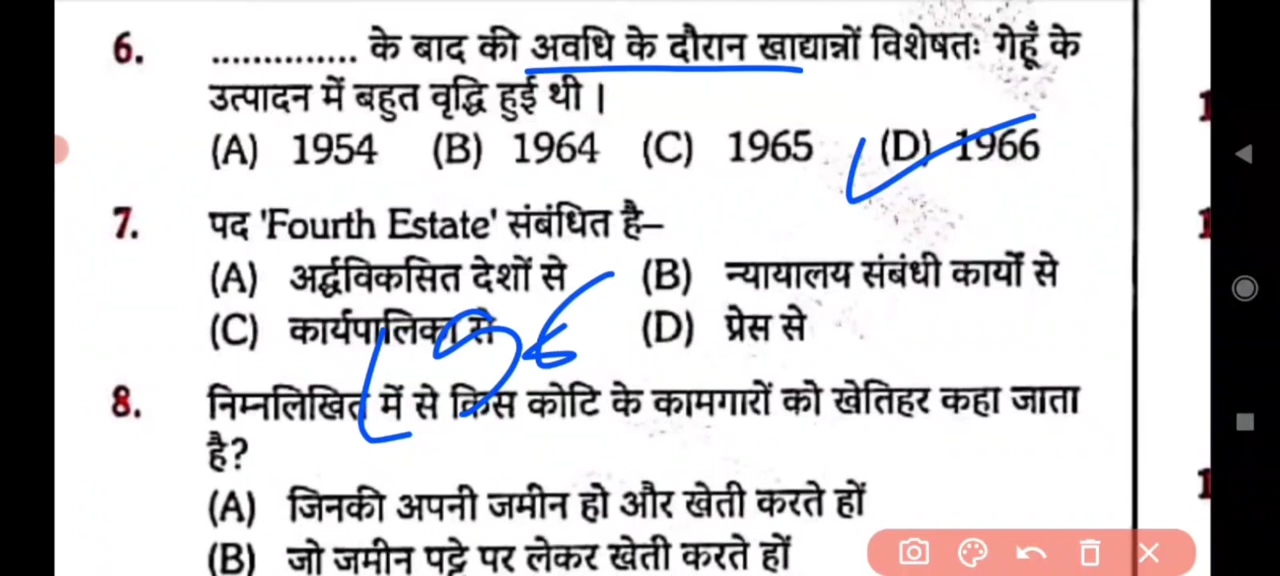 6. .............. के बाद की अवधि के दौरान खाद्यान्नों विशेषतः गेहूँ के
उत्पादन में बहुत वृद्धि हुई थी |
(A) 1954 (B) 1964 (C) 1965 (D) 1966
7. पद 'Fourth Estate' संबंधित है–
(A) अर्द्धविकसित देशों से (B) न्यायालय संबंधी कार्यों से
(C) कार्यपालिका से (D) प्रेस से
8. निम्नलिखित में से किस कोटि के कामगारों को खेतिहर कहा जाता
है?
(A) जिनकी अपनी जमीन हो और खेती करते हों
(B) जो जमीन पट्टे पर लेकर खेती करते हों